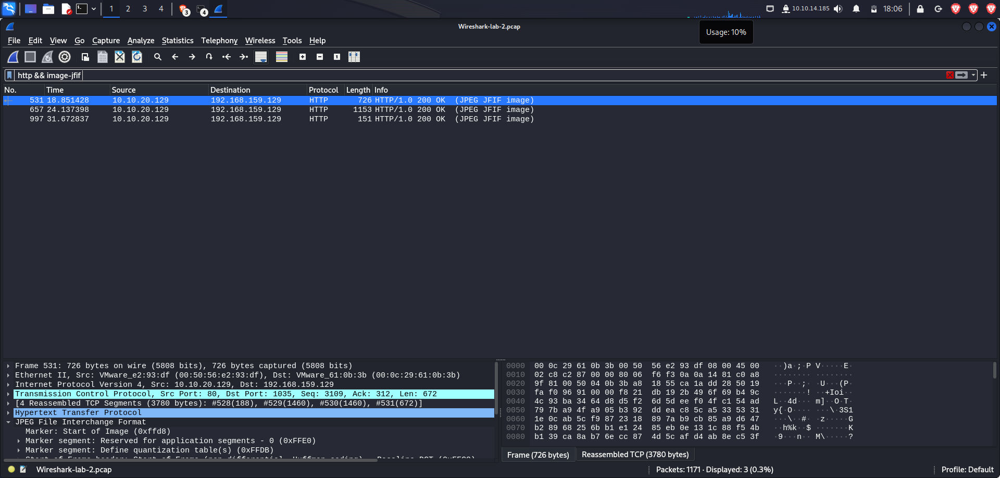 1 2 3 4 3 4 10.10.14.185 18:06
Wireshark-lab-2.pcap
Usage: 10%
File Edit View Go Capture Analyze Statistics Telephony Wireless Tools Help
http && image-jfif
No. Time Source Destination Protocol Length Info
531 18.851428 10.10.20.129 192.168.159.129 HTTP 726 HTTP/1.0 200 OK (JPEG JFIF image)
657 24.137398 10.10.20.129 192.168.159.129 HTTP 1153 HTTP/1.0 200 OK (JPEG JFIF image)
997 31.672837 10.10.20.129 192.168.159.129 HTTP 151 HTTP/1.0 200 OK (JPEG JFIF image)
Frame 531: 726 bytes on wire (5808 bits), 726 bytes captured (5808 bits)
Ethernet II, Src: VMware_e2:93:df (00:50:56:e2:93:df), Dst: VMware_61:0b:3b (00:0c:29:61:0b:3b)
Internet Protocol Version 4, Src: 10.10.20.129, Dst: 192.168.159.129
Transmission Control Protocol, Src Port: 80, Dst Port: 1035, Seq: 3109, Ack: 312, Len: 672
[4 Reassembled TCP Segments (3780 bytes): #528(188), #529(1460), #530(1460), #531(672)]
Hypertext Transfer Protocol
JPEG File Interchange Format
Marker: Start of Image (0xffd8)
Marker segment: Reserved for application segments - 0 (0xFFE0)
Marker segment: Define quantization table(s) (0xFFDB)
0000 00 0c 29 61 0b 3b 00 50 56 e2 93 df 08 00 45 00 ··)a·;·P V·····E·
0010 02 c8 c2 87 00 00 80 06 f6 f3 0a 0a 14 81 c0 a8 ········ ········
0020 9f 81 00 50 04 0b 3b a8 18 55 ca 1a dd 28 50 19 ···P··;· ·U···(P·
0030 fa f0 96 91 00 00 f8 21 db 19 2b 49 6f 69 b4 9c ·······! ··+Ioi··
0040 4c 93 ba 34 64 d8 d5 f2 6d 5d ee f0 4f c1 54 ad L··4d··· m]··O·T·
0050 79 7b a9 4f a9 05 b3 92 dd ea c8 5c a5 33 53 31 y{·O···· ···\·3S1
0060 1e 0c ab 5c f9 87 23 18 89 7a b9 cb 85 a9 d6 47 ···\··#· ·z·····G
0070 b2 89 68 25 6b b1 e1 24 85 eb 0e 13 1c 88 f5 4b ··h%k··$ ·······K
0080 b1 39 ca 8a b7 6e cc 87 4d 5c af d4 ab 8e c5 3f ·9···n·· M\·····?
Frame (726 bytes) Reassembled TCP (3780 bytes)
Wireshark-lab-2.pcap Packets: 1171 · Displayed: 3 (0.3%) Profile: Default